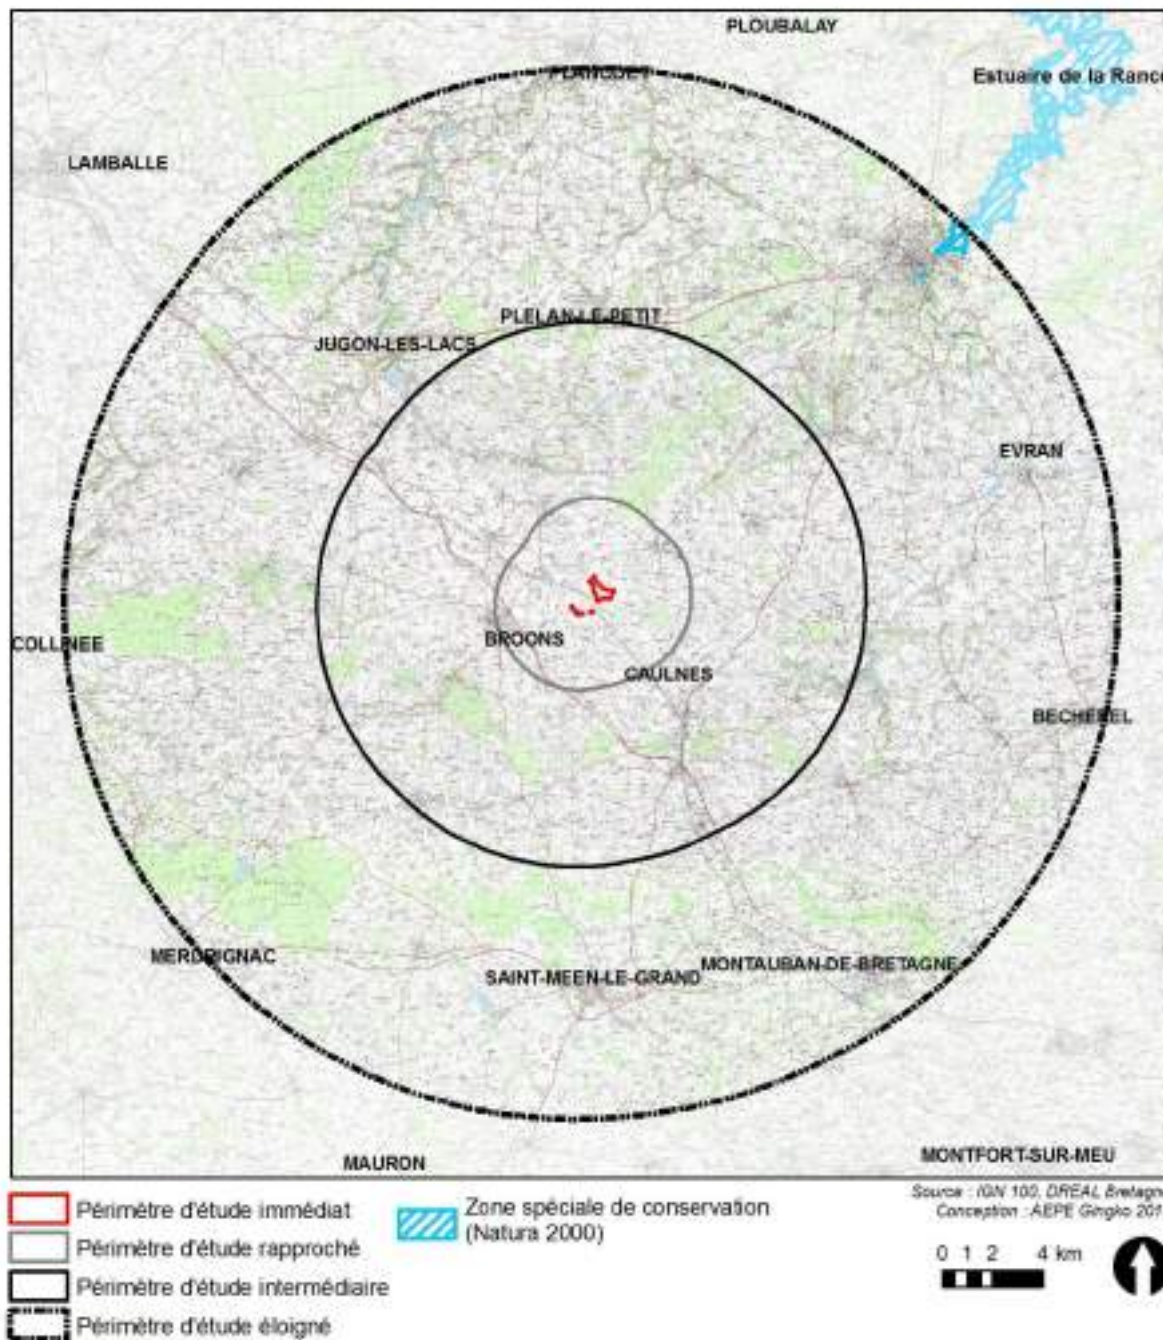 PLOUBALAY
Estuaire de la Rance
PLANCOET
LAMBALLE
PLELAN-LE-PETIT
JUGON-LES-LACS
EVRAN
BROONS
COLLINEE
CAULNES
BECHEREL
MERDRIGNAC
SAINT-MEEN-LE-GRAND
MONTAUBAN-DE-BRETAGNE
MAURON
MONTFORT-SUR-MEU
Périmètre d'étude immédiat
Périmètre d'étude rapproché
Périmètre d'étude intermédiaire
Périmètre d'étude éloigné
Zone spéciale de conservation
(Natura 2000)
Source : IGN 100, DREAL Bretagne
Conception : AEPE Gingko 201
0 1 2 4 km